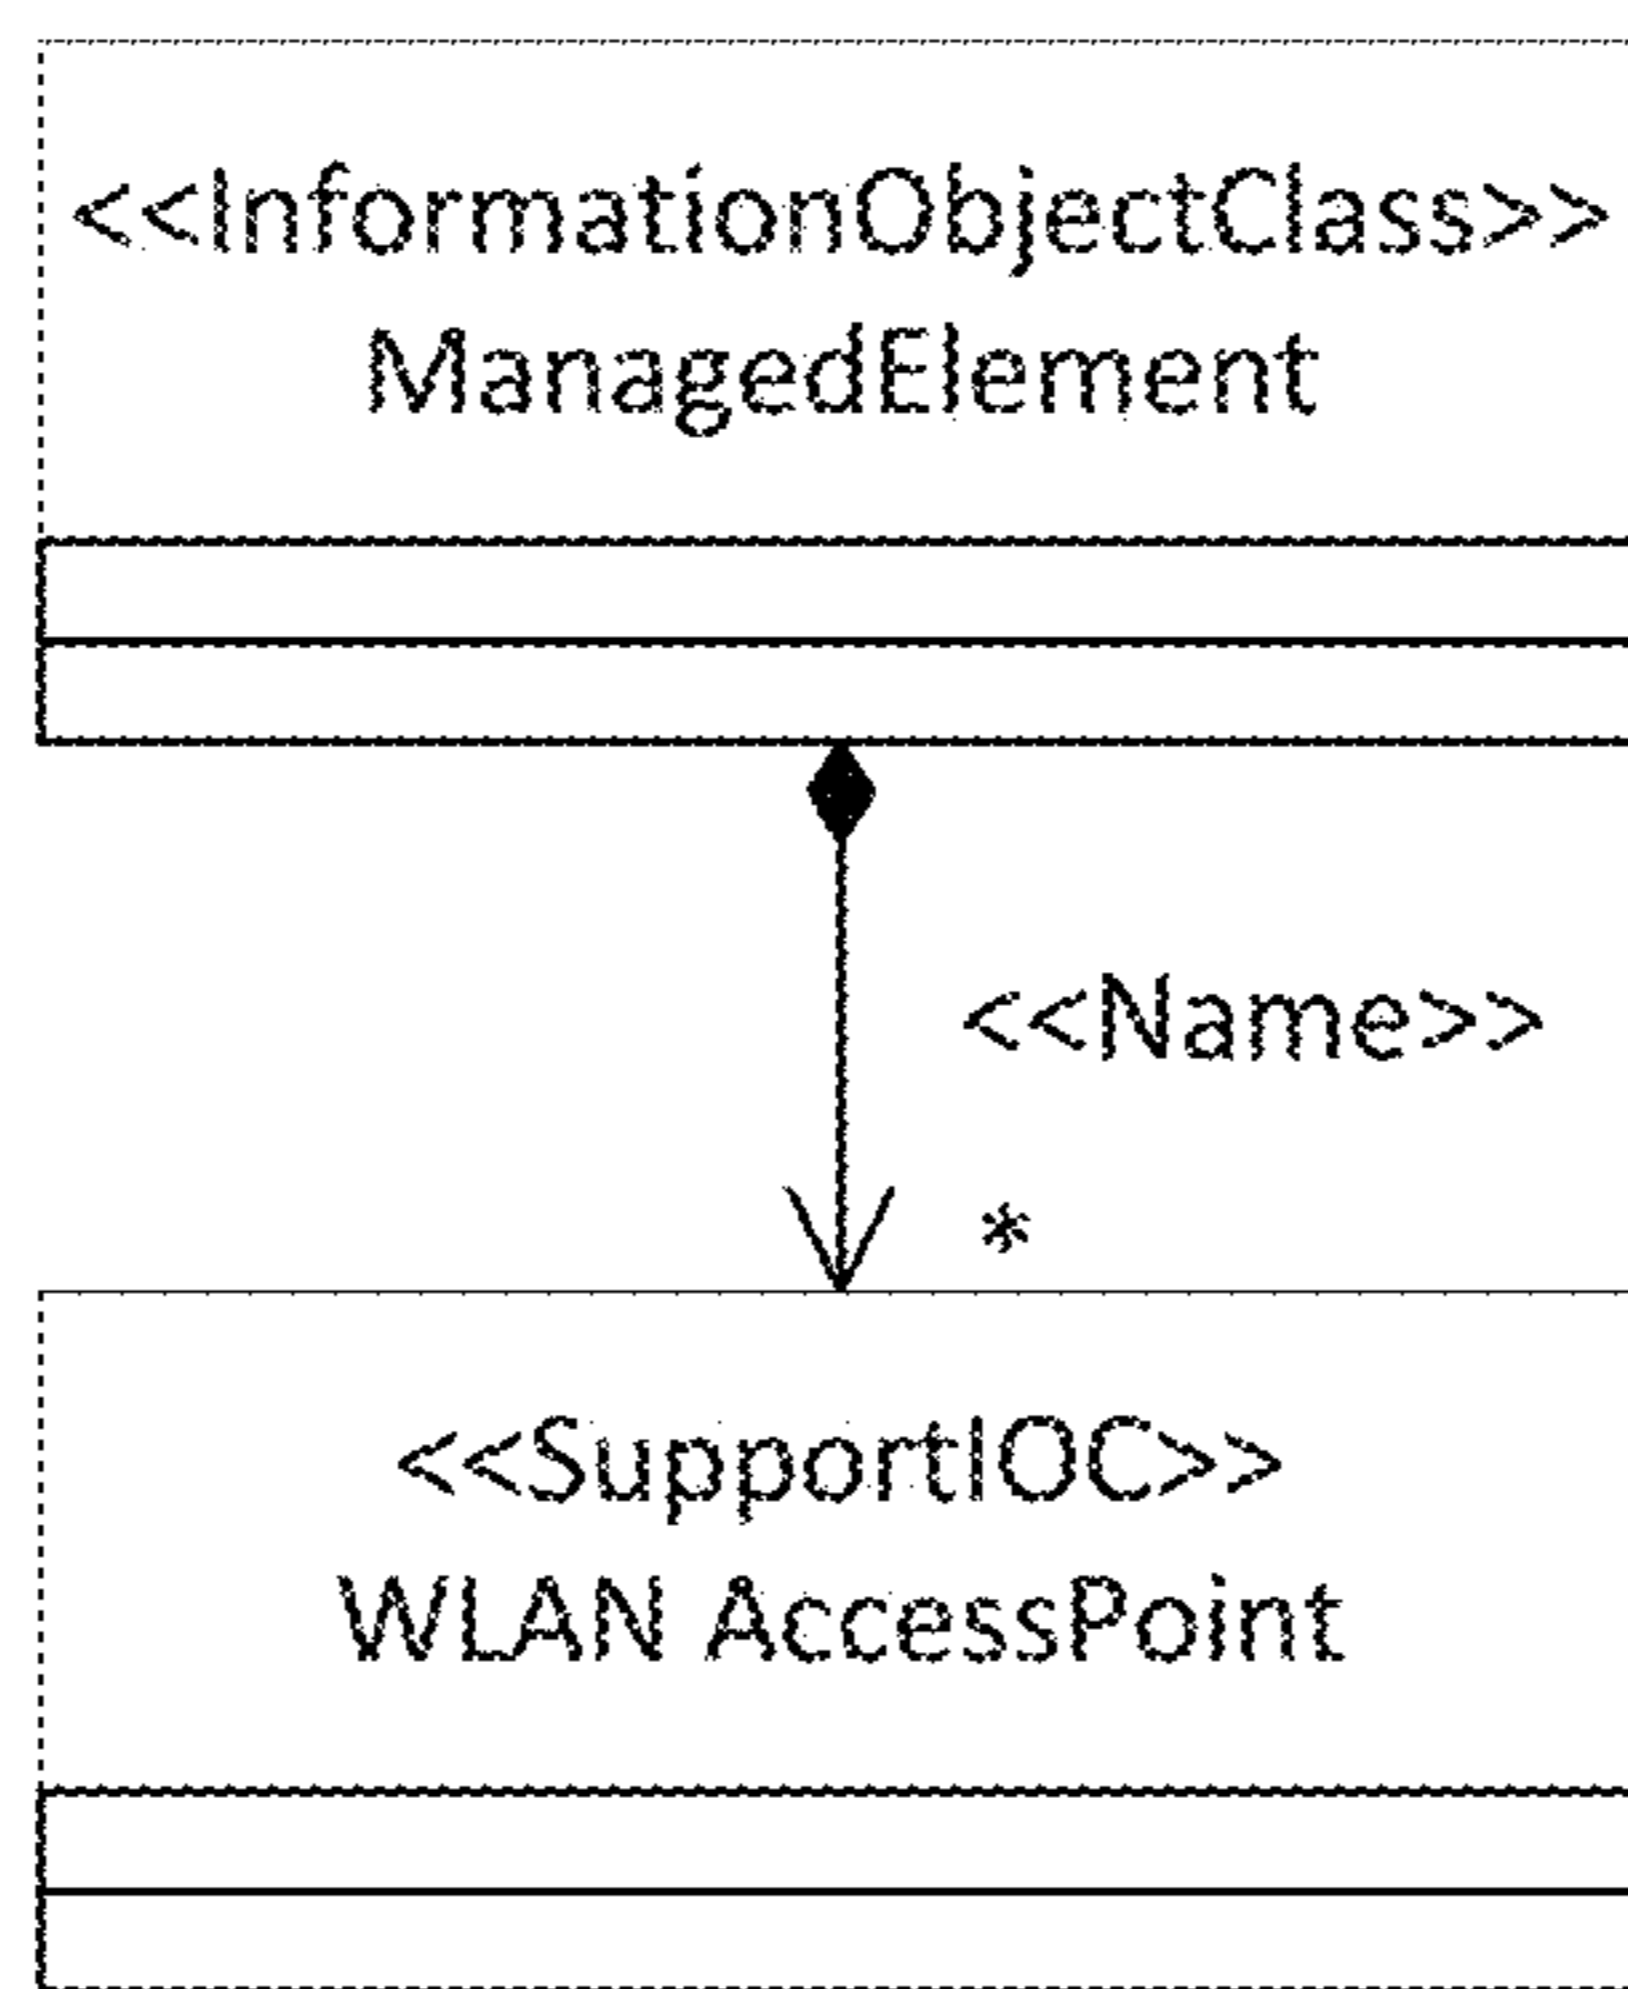 <<InformationObjectClass>>
ManagedElement
<<Name>>
*
<<SupportIOC>>
WLAN AccessPoint